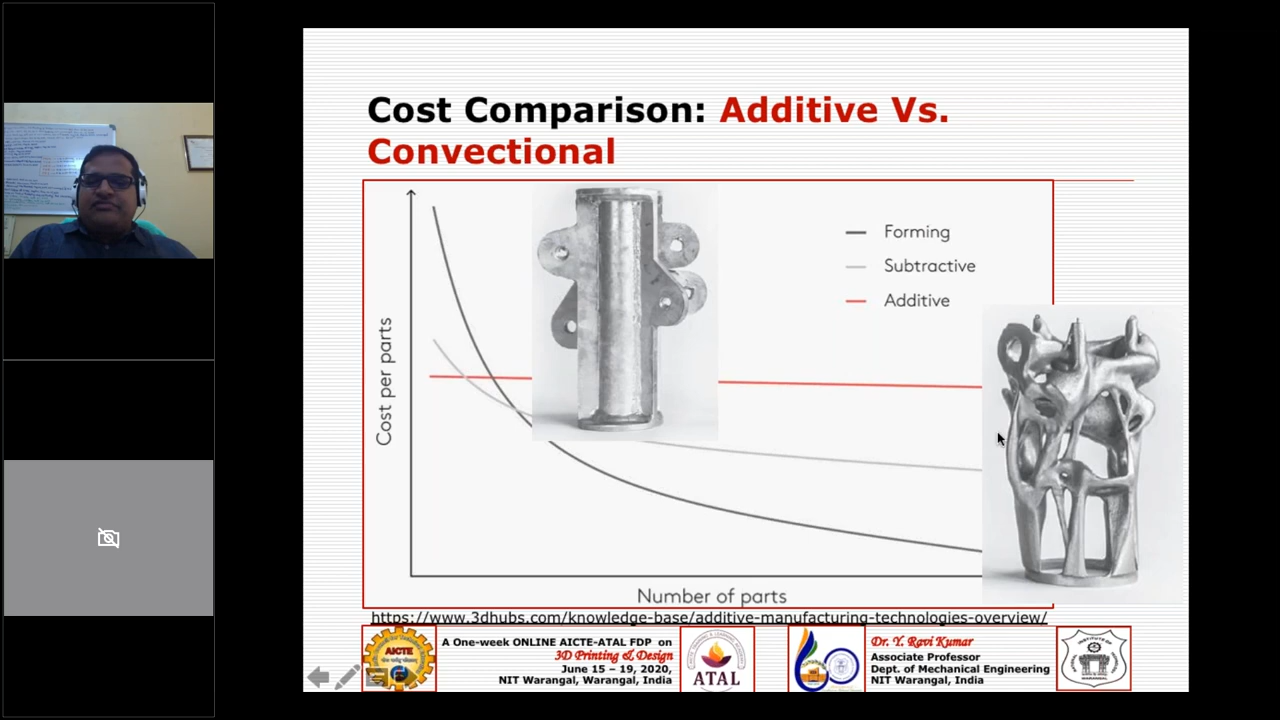 Cost Comparison: Additive Vs.
Convectional
Forming
Subtractive
Additive
Cost per parts
Number of parts
https://www.3dhubs.com/knowledge-base/additive-manufacturing-technologies-overview/
AICTE
A One-week ONLINE AICTE-ATAL FDP on
3D Printing & Design
June 15 – 19, 2020,
NIT Warangal, Warangal, India
ATAL
Dr. Y. Ravi Kumar
Associate Professor
Dept. of Mechanical Engineering
NIT Warangal, India